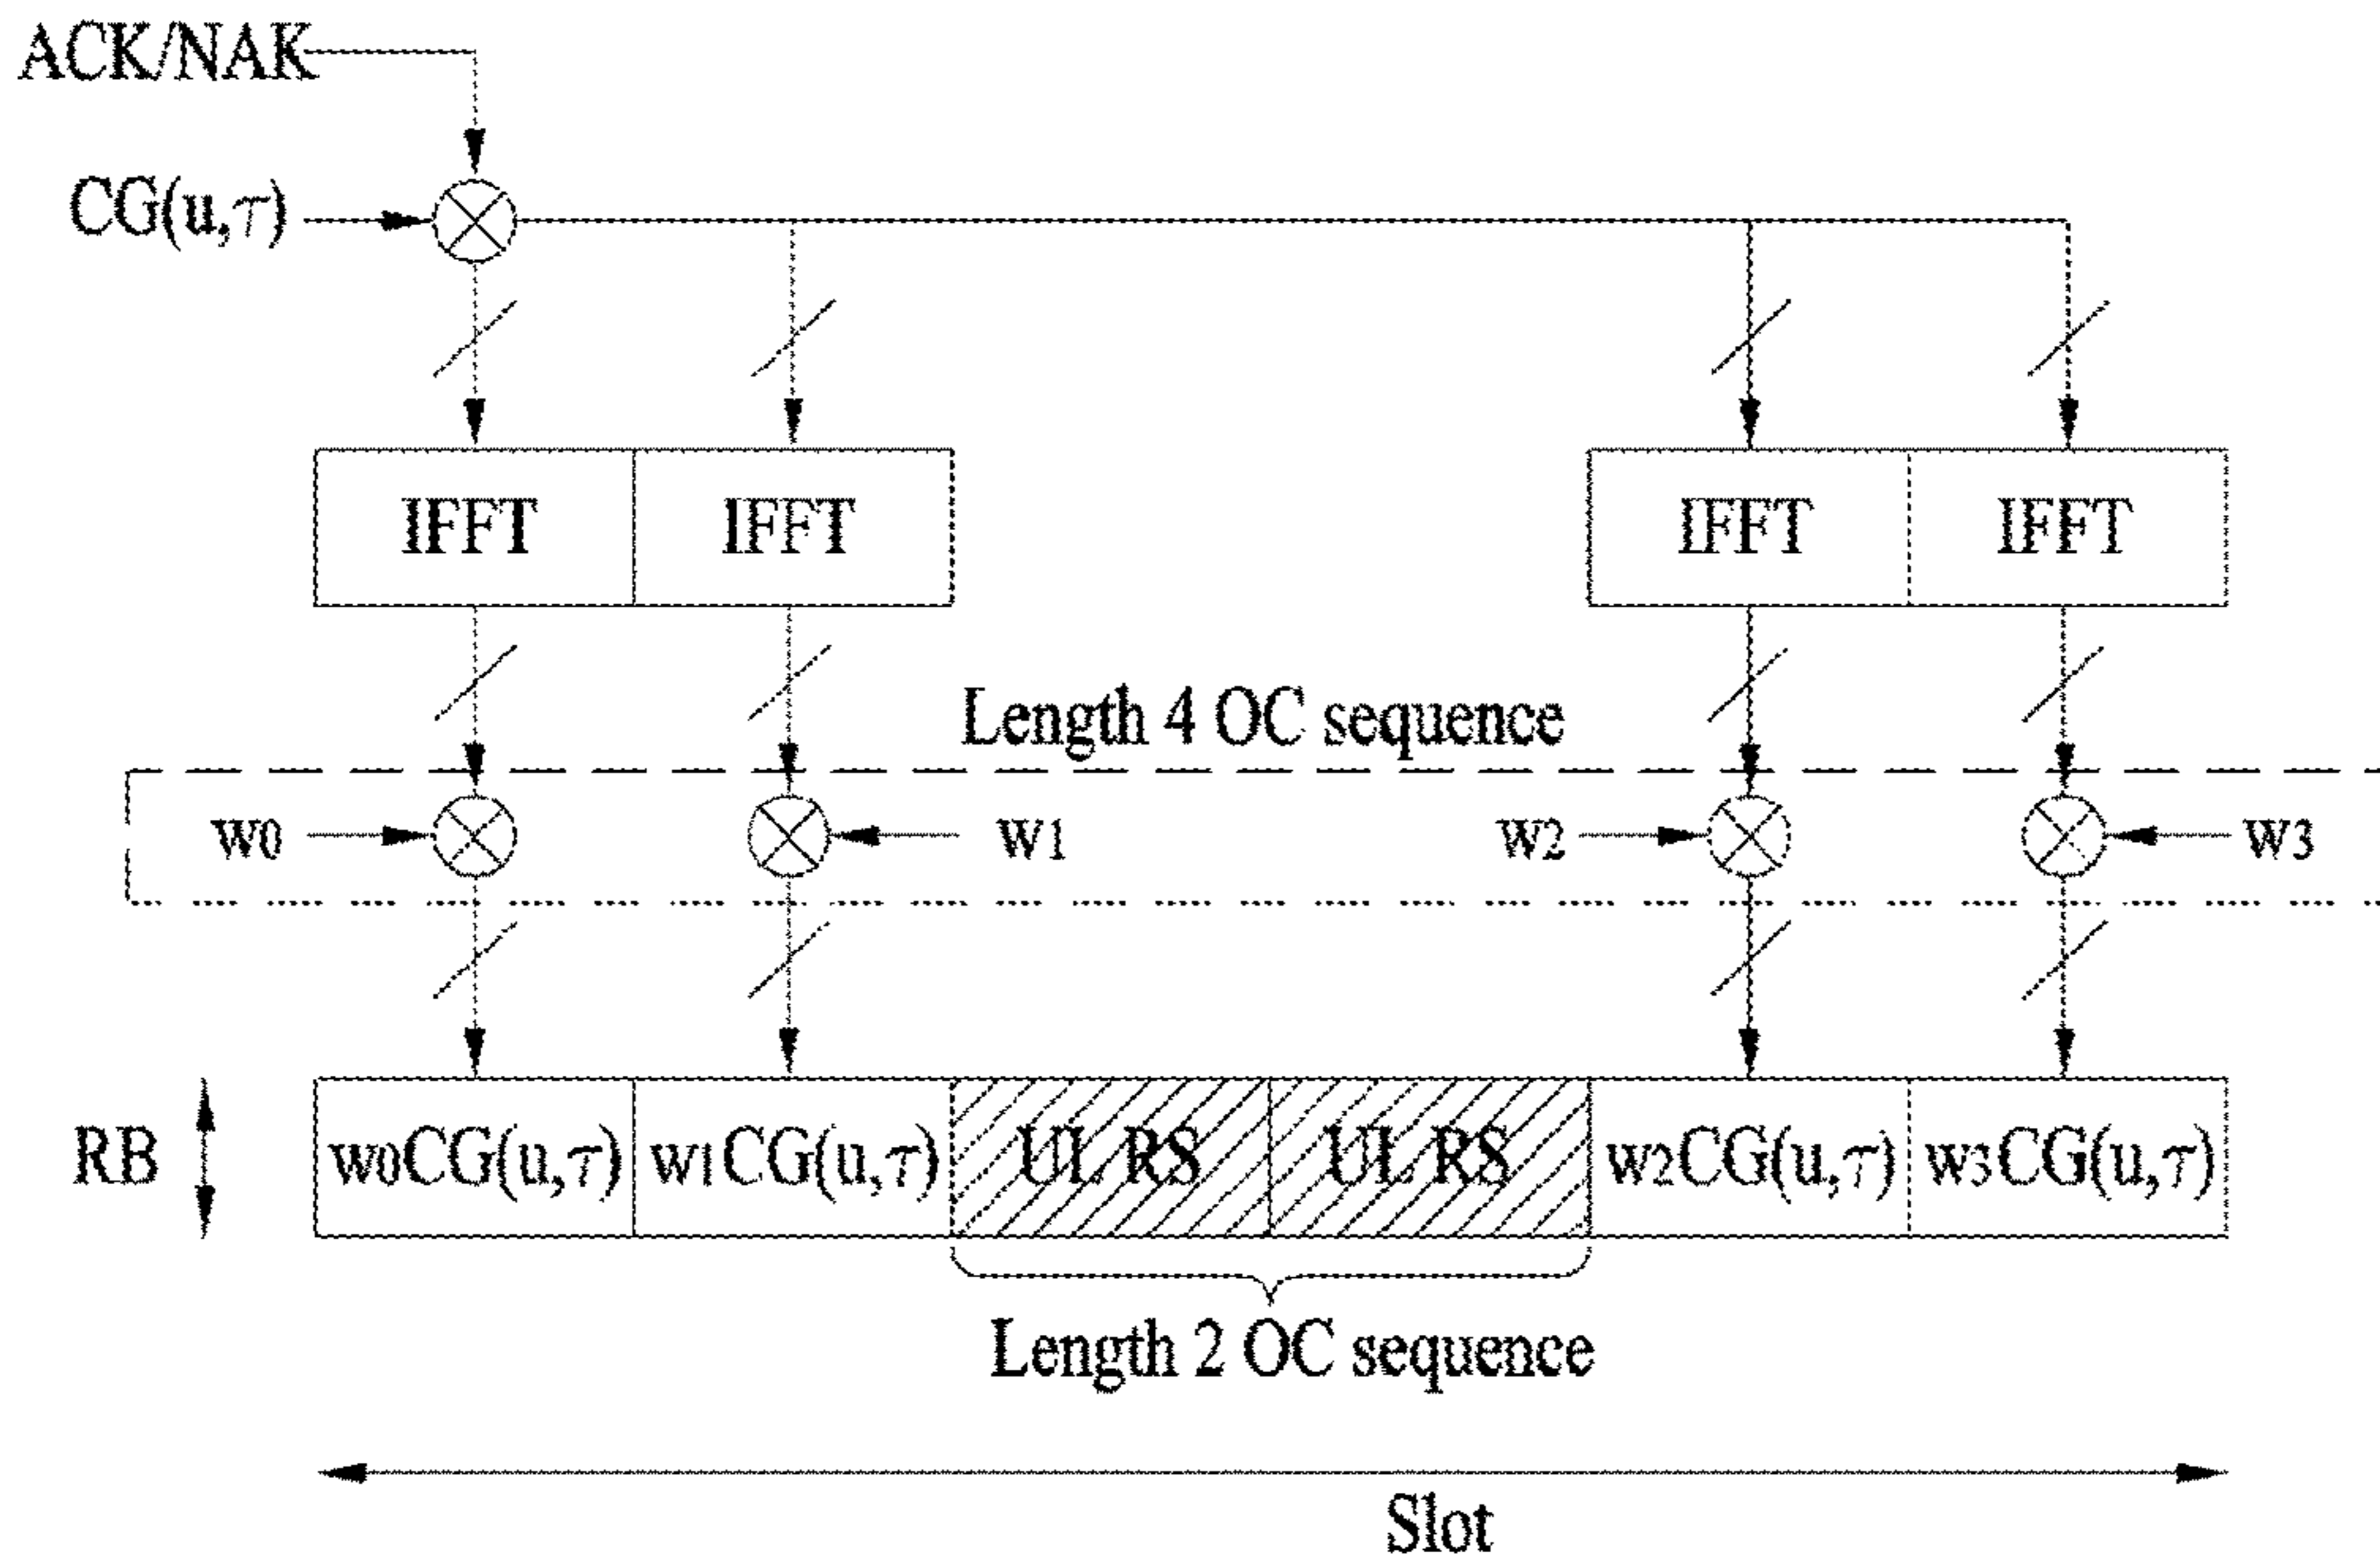 ACK/NAK
CG(u,τ)
IFFT IFFT IFFT IFFT
Length 4 OC sequence
w0 w1 w2 w3
RB w0CG(u,τ) w1CG(u,τ) UL RS UL RS w2CG(u,τ) w3CG(u,τ)
Length 2 OC sequence
Slot